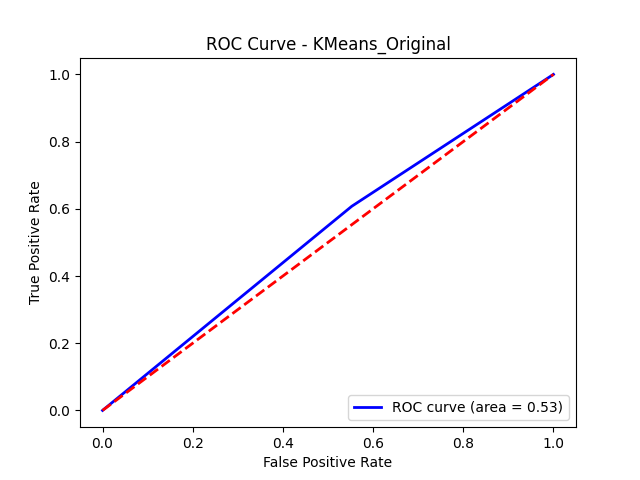 ROC Curve - KMeans_Original
True Positive Rate
1.0
0.8
0.6
0.4
0.2
0.0
ROC curve (area = 0.53)
0.0 0.2 0.4 0.6 0.8 1.0
False Positive Rate